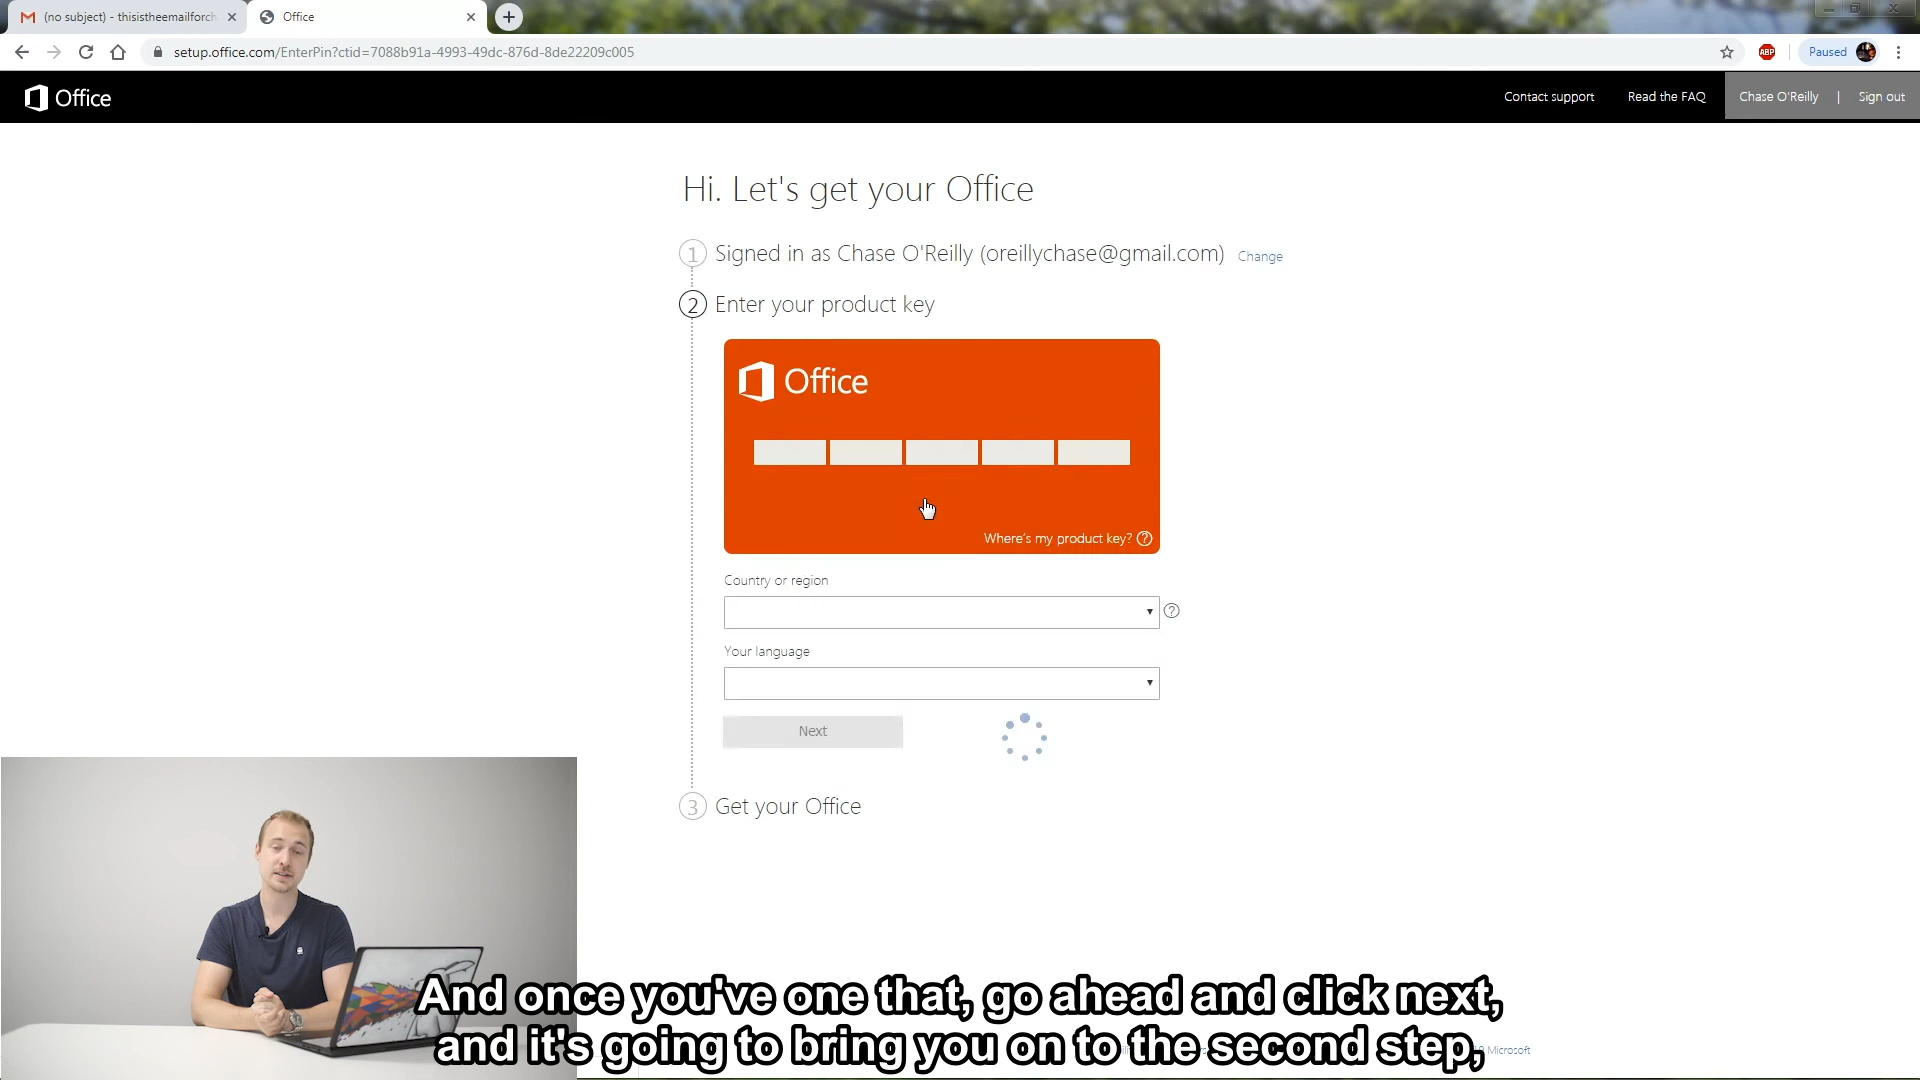 (no subject) - thisistheemailforch
Office
setup.office.com/EnterPin?ctid=7088b91a-4993-49dc-876d-8de22209c005
ABP
Paused
Office
Contact support
Read the FAQ
Chase O'Reilly | Sign out
Hi. Let's get your Office
1 Signed in as Chase O'Reilly (oreillychase@gmail.com) Change
2 Enter your product key
Office
Where's my product key? ?
Country or region
?
Your language
Next
3 Get your Office
And once you've one that, go ahead and click next,
and it's going to bring you on to the second step,
Microsoft